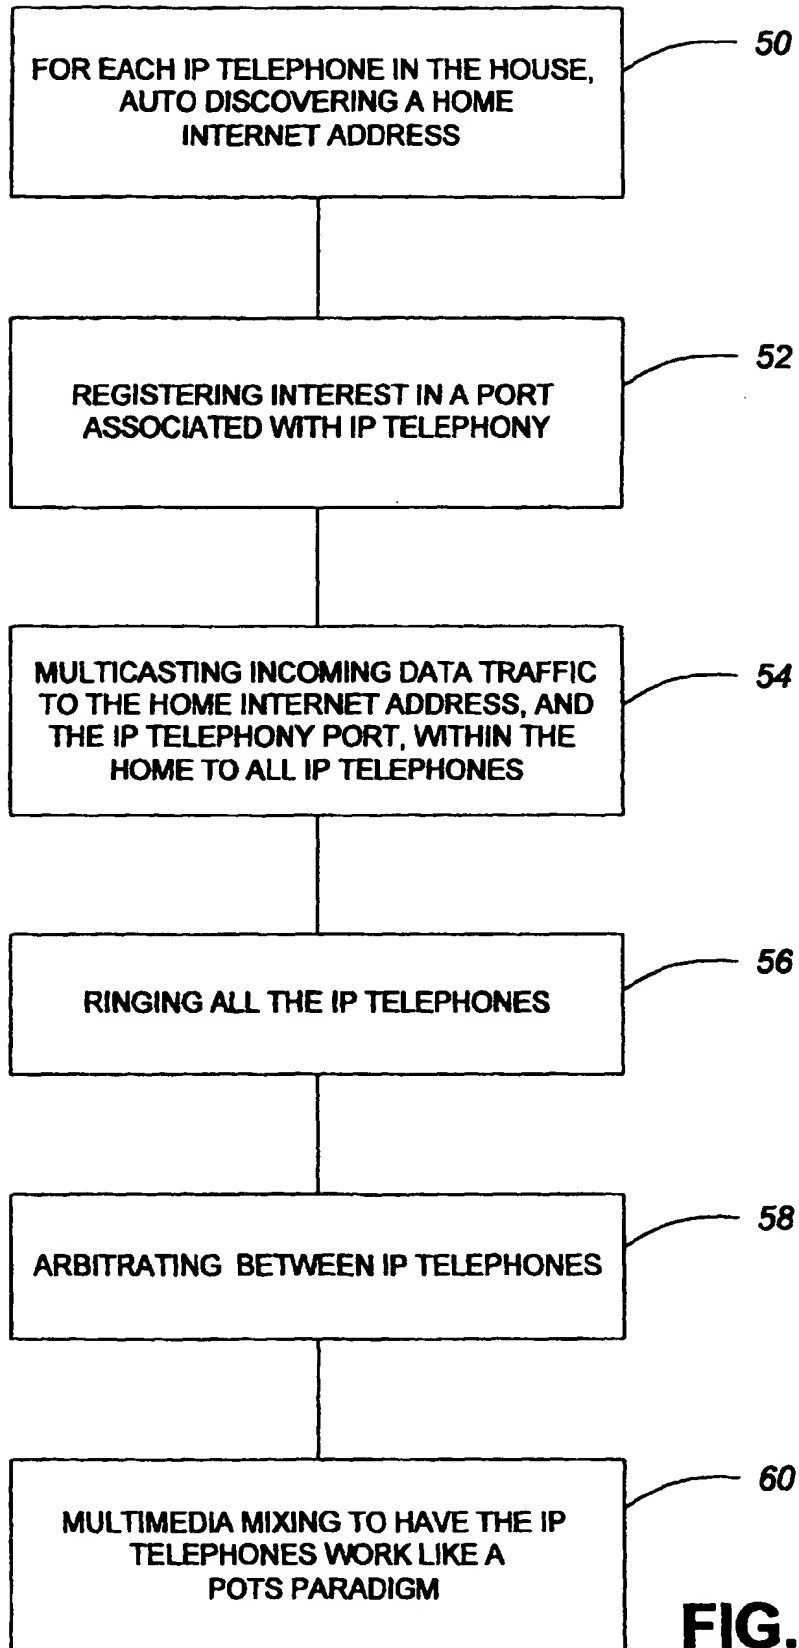 FOR EACH IP TELEPHONE IN THE HOUSE,
AUTO DISCOVERING A HOME
INTERNET ADDRESS
50
REGISTERING INTEREST IN A PORT
ASSOCIATED WITH IP TELEPHONY
52
MULTICASTING INCOMING DATA TRAFFIC
TO THE HOME INTERNET ADDRESS, AND
THE IP TELEPHONY PORT, WITHIN THE
HOME TO ALL IP TELEPHONES
54
RINGING ALL THE IP TELEPHONES
56
ARBITRATING BETWEEN IP TELEPHONES
58
MULTIMEDIA MIXING TO HAVE THE IP
TELEPHONES WORK LIKE A
POTS PARADIGM
60
FIG.